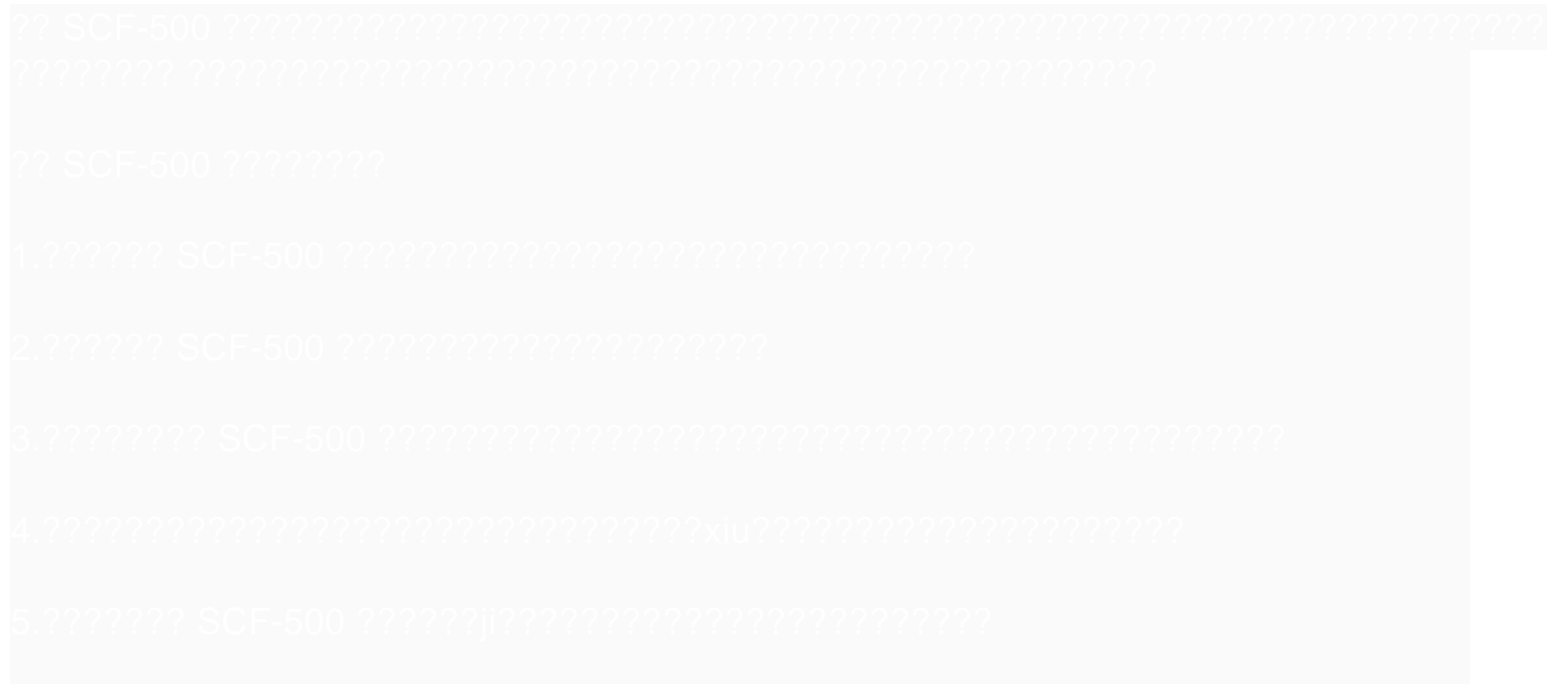 ?? SCF-500 ????????????????????????????????????????????????????????????????
???????? ???????????????????????????????????????????????
?? SCF-500 ????????
1.?????? SCF-500 ???????????????????????????????
2.?????? SCF-500 ?????????????????????
3.???????? SCF-500 ????????????????????????????????????????????
4.????????????????????????????????xiu?????????????????????
5.??????? SCF-500 ??????ji????????????????????????